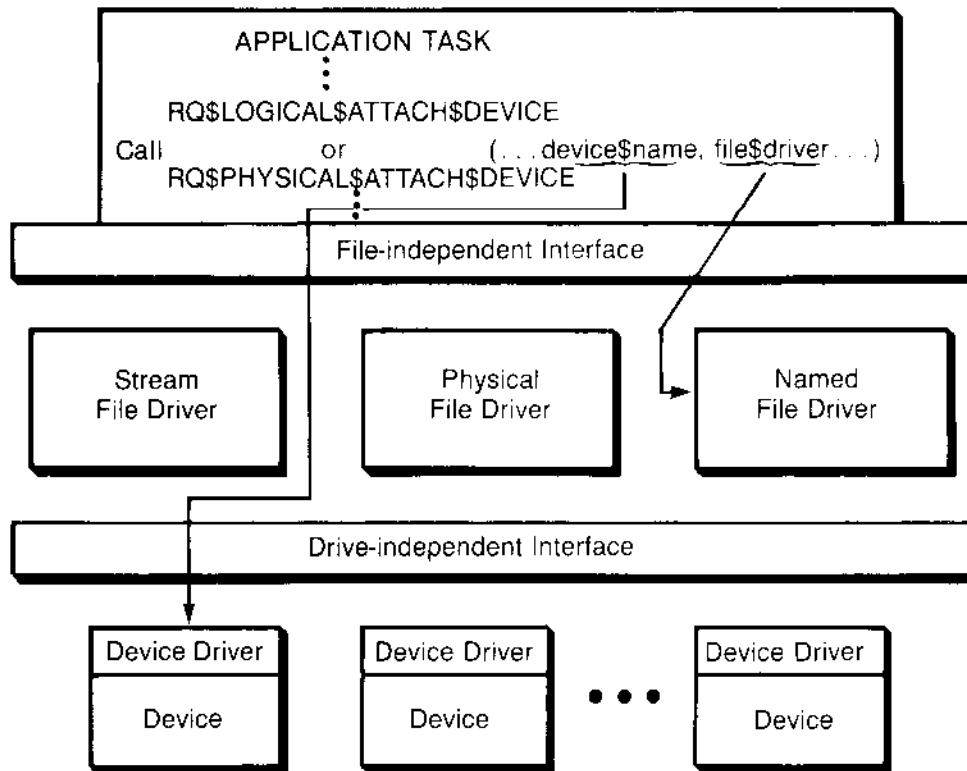 APPLICATION TASK
RQ$LOGICAL$ATTACH$DEVICE
Call or (...device$name, file$driver...)
RQ$PHYSICAL$ATTACH$DEVICE
File-independent Interface
Stream File Driver
Physical File Driver
Named File Driver
Drive-independent Interface
Device Driver
Device
Device Driver
Device
Device Driver
Device